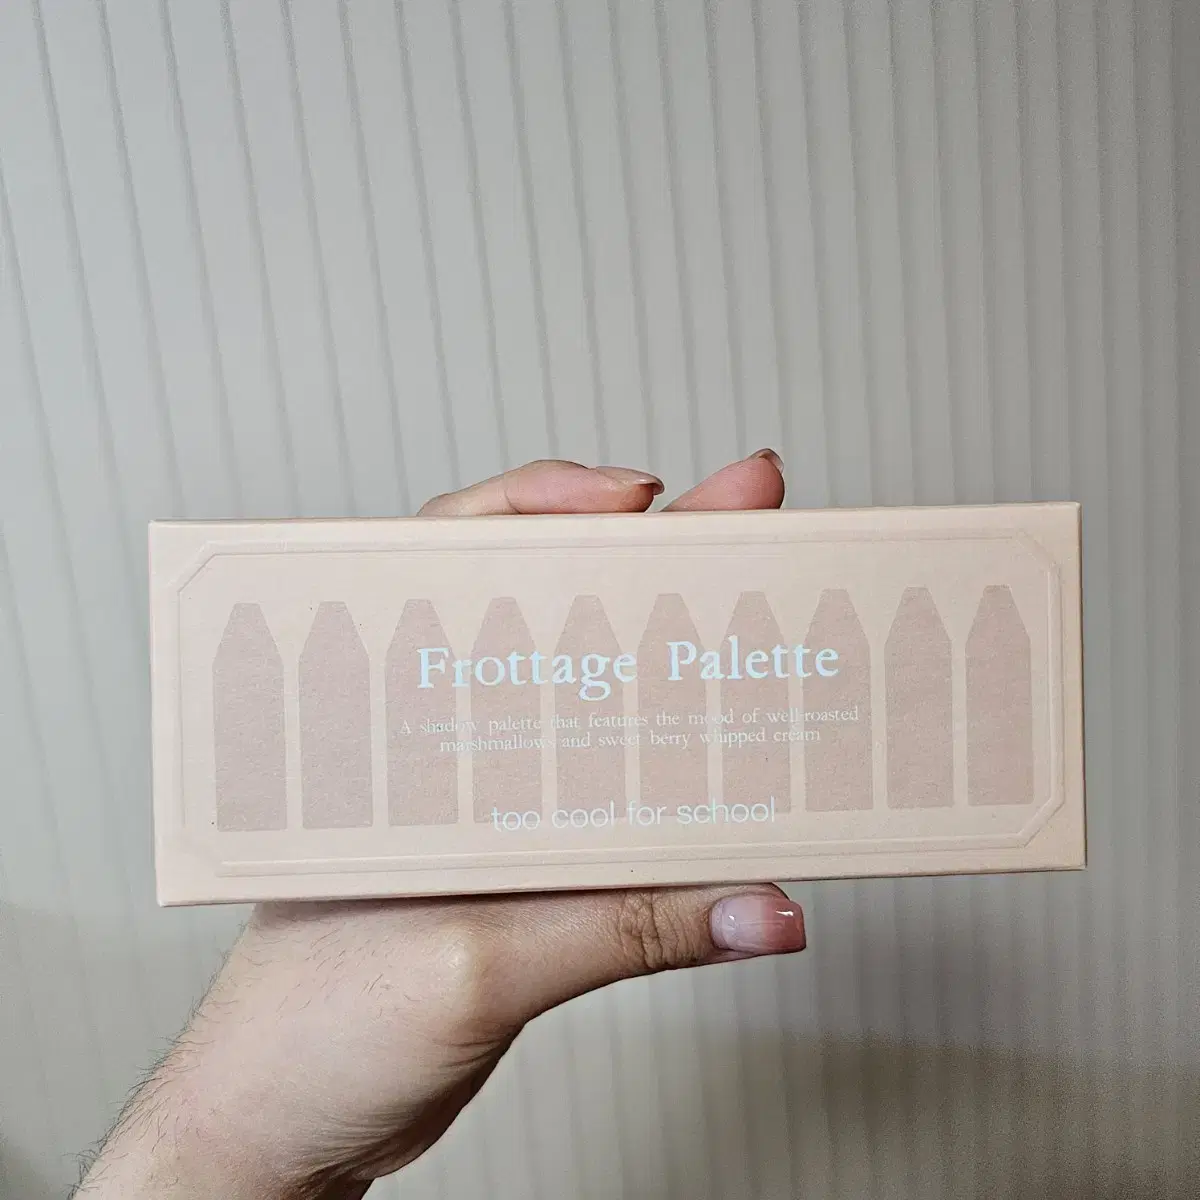 Frottage Palette
A shadow palette that features the mood of well-roasted
marshmallows and sweet berry whipped cream
too cool for school